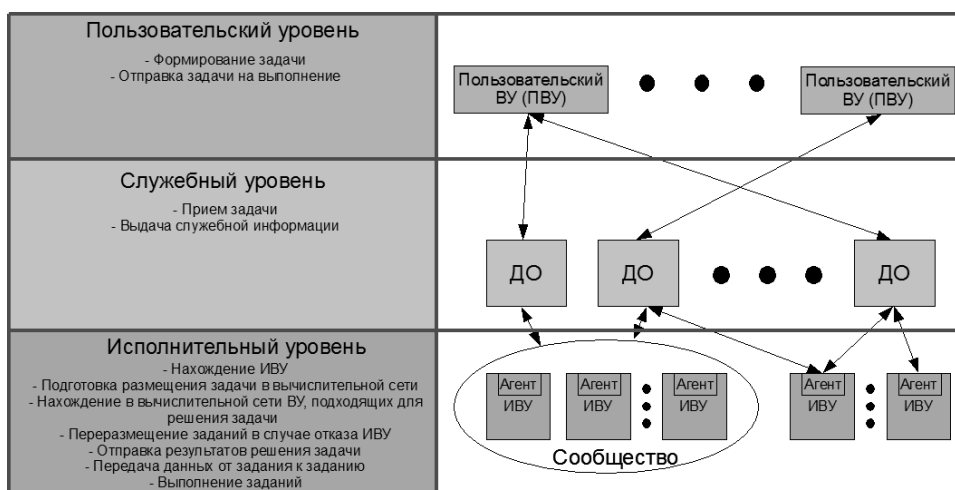 Пользовательский уровень
- Формирование задачи
- Отправка задачи на выполнение
Пользовательский
ВУ (ПВУ)
Пользовательский
ВУ (ПВУ)
Служебный уровень
- Прием задачи
- Выдача служебной информации
ДО
ДО
ДО
Исполнительный уровень
- Нахождение ИВУ
- Подготовка размещения задачи в вычислительной сети
- Нахождение в вычислительной сети ВУ, подходящих для
решения задачи
- Переразмещение заданий в случае отказа ИВУ
- Отправка результатов решения задачи
- Передача данных от задания к заданию
- Выполнение заданий
Агент
ИВУ
Агент
ИВУ
Агент
ИВУ
Агент
ИВУ
Агент
ИВУ
Сообщество